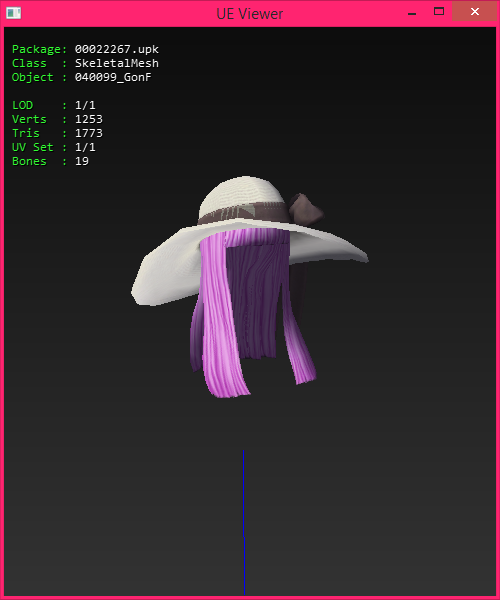 UE Viewer
Package: 00022267.upk
Class : SkeletalMesh
Object : 040099_GonF
LOD : 1/1
Verts : 1253
Tris : 1773
UV Set : 1/1
Bones : 19